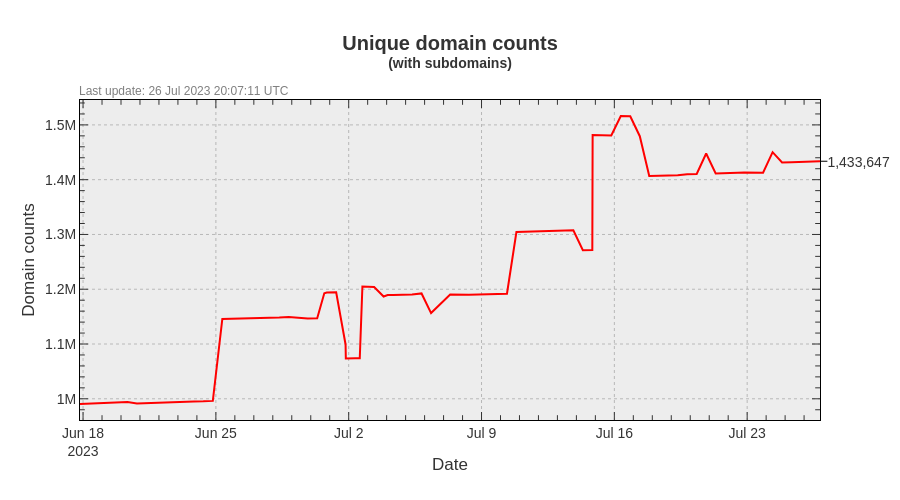 Unique domain counts
(with subdomains)
Last update: 26 Jul 2023 20:07:11 UTC
1.5M
1.4M
1.3M
1.2M
1.1M
1M
1,433,647
Domain counts
Jun 18
2023
Jun 25
Jul 2
Jul 9
Jul 16
Jul 23
Date